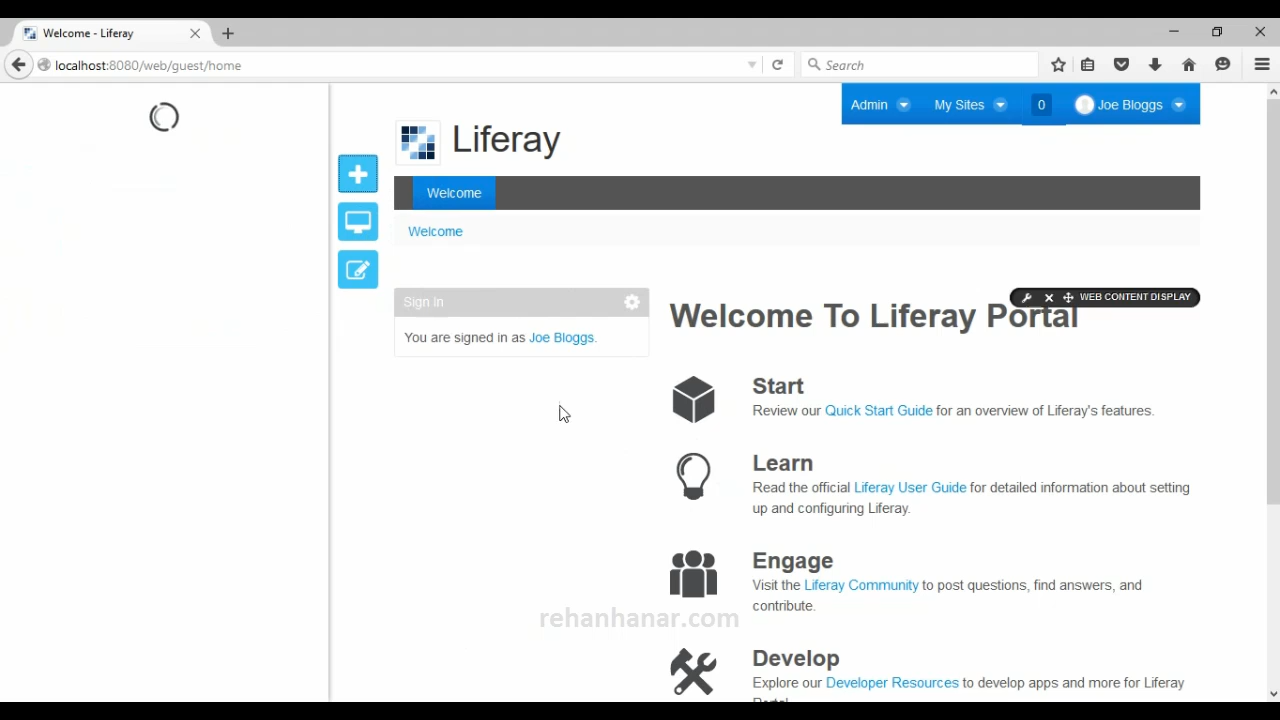 Welcome - Liferay
localhost:8080/web/guest/home
Search
Admin
My Sites
0
Joe Bloggs
Liferay
Welcome
Welcome
Sign In
You are signed in as Joe Bloggs.
WEB CONTENT DISPLAY
Welcome To Liferay Portal
Start
Review our Quick Start Guide for an overview of Liferay's features.
Learn
Read the official Liferay User Guide for detailed information about setting
up and configuring Liferay.
Engage
Visit the Liferay Community to post questions, find answers, and
contribute.
rehanhanar.com
Develop
Explore our Developer Resources to develop apps and more for Liferay